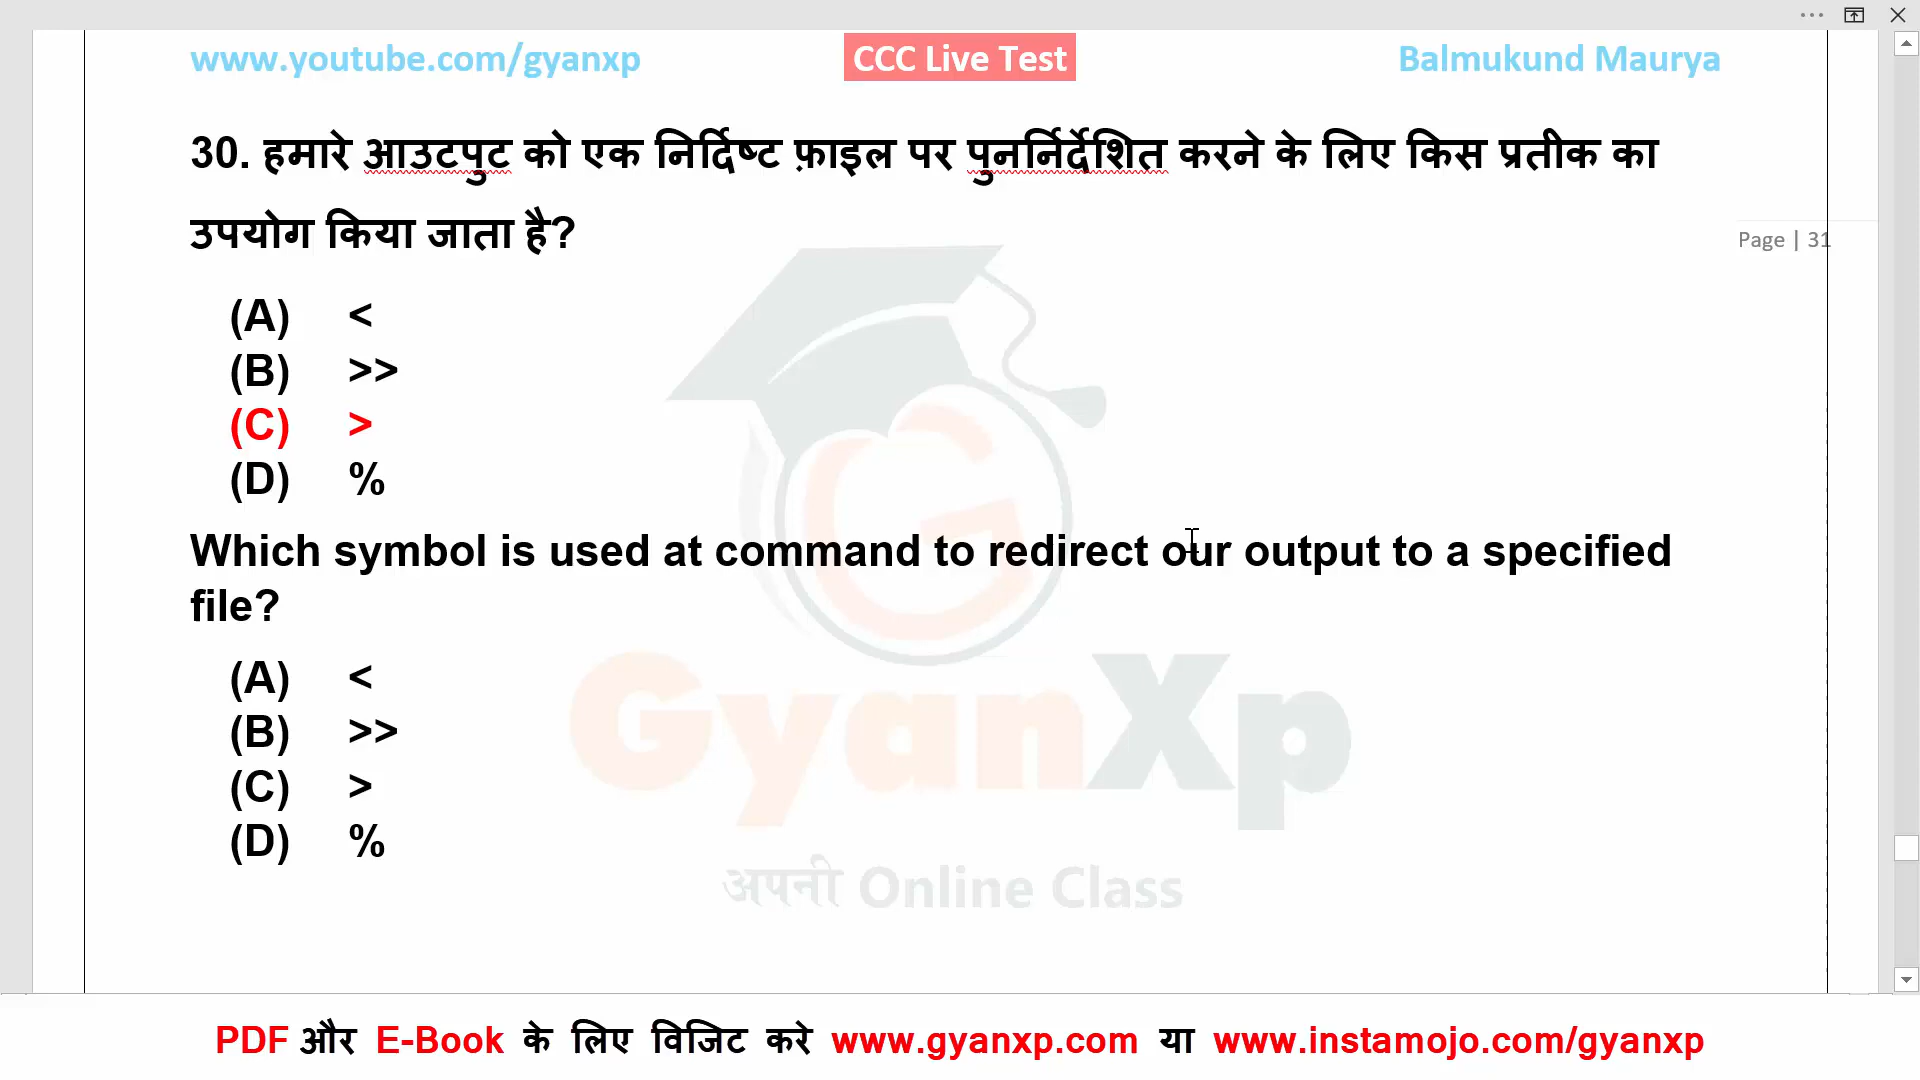 www.youtube.com/gyanxp CCC Live Test Balmukund Maurya
30. हमारे आउटपुट को एक निर्दिष्ट फ़ाइल पर पुनर्निर्देशित करने के लिए किस प्रतीक का
उपयोग किया जाता है?
Page | 31
(A) <
(B) >>
(C) >
(D) %
Which symbol is used at command to redirect our output to a specified
file?
(A) <
(B) >>
(C) >
(D) %
GyanXp
अपनी Online Class
PDF और E-Book के लिए विजिट करे www.gyanxp.com या www.instamojo.com/gyanxp